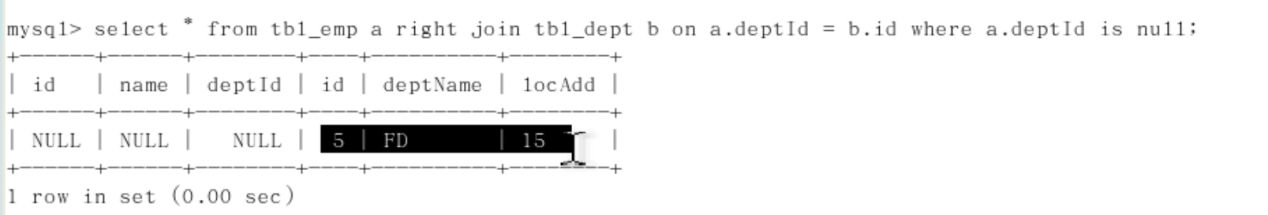 mysql> select * from tbl_emp a right join tbl_dept b on a.deptId = b.id where a.deptId is null;
+------+------+--------+----+----------+--------+
| id   | name | deptId | id | deptName | locAdd |
+------+------+--------+----+----------+--------+
| NULL | NULL |   NULL |  5 | FD       | 15     |
+------+------+--------+----+----------+--------+
1 row in set (0.00 sec)